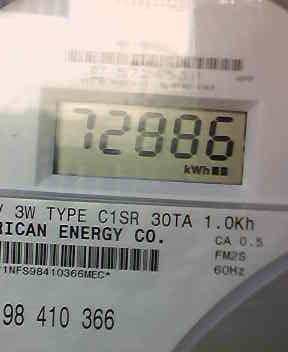 72886
kWh
V 3W TYPE C1SR 30TA 1.0Kh
RICAN ENERGY CO.
CA 0.5
FM2S
60Hz
1NFS98410366MEC*
98 410 366